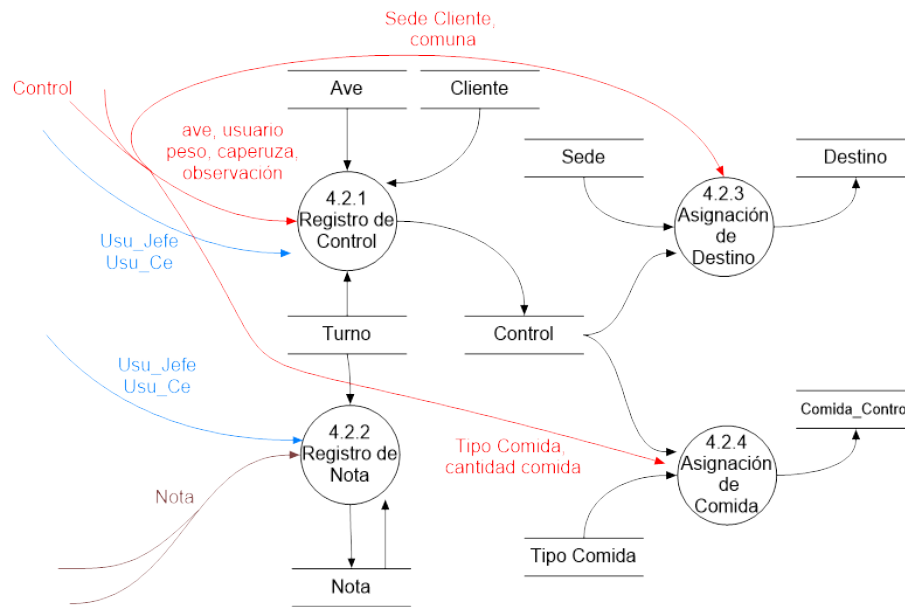 Sede Cliente,
comuna
Control
Ave
Cliente
ave, usuario
peso, caperuza,
observación
Sede
Destino
4.2.1
Registro de
Control
4.2.3
Asignación
de
Destino
Usu_Jefe
Usu_Ce
Turno
Control
Usu_Jefe
Usu_Ce
Comida_Contro
4.2.2
Registro de
Nota
Tipo Comida,
cantidad comida
4.2.4
Asignación
de
Comida
Nota
Tipo Comida
Nota